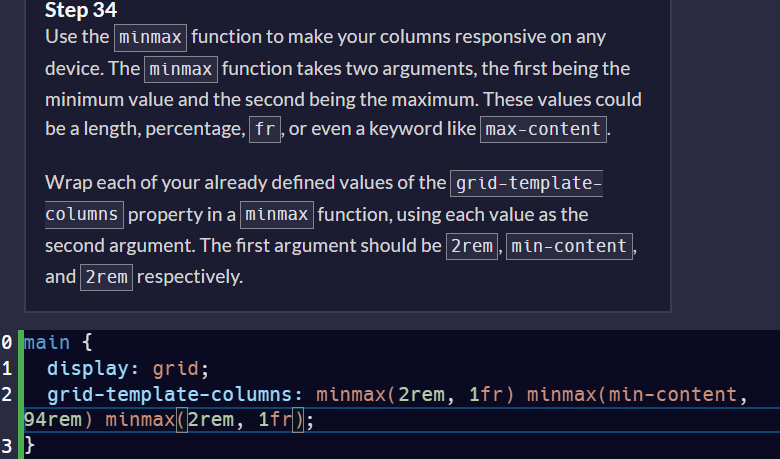 Step 34
Use the minmax function to make your columns responsive on any
device. The minmax function takes two arguments, the first being the
minimum value and the second being the maximum. These values could
be a length, percentage, fr, or even a keyword like max-content.
Wrap each of your already defined values of the grid-template-
columns property in a minmax function, using each value as the
second argument. The first argument should be 2rem, min-content,
and 2rem respectively.
0 main {
1 display: grid;
2 grid-template-columns: minmax(2rem, 1fr) minmax(min-content,
94rem) minmax(2rem, 1fr);
3 }